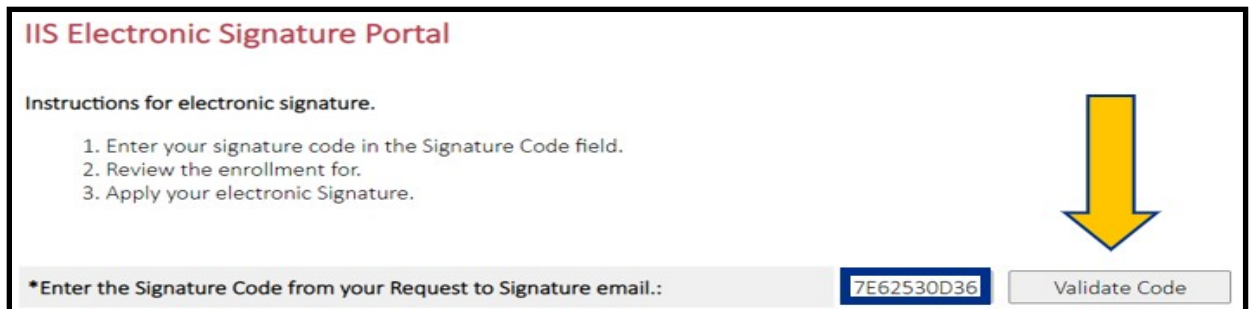 IIS Electronic Signature Portal
Instructions for electronic signature.
1. Enter your signature code in the Signature Code field.
2. Review the enrollment for.
3. Apply your electronic Signature.
*Enter the Signature Code from your Request to Signature email.: 7E62530D36 Validate Code